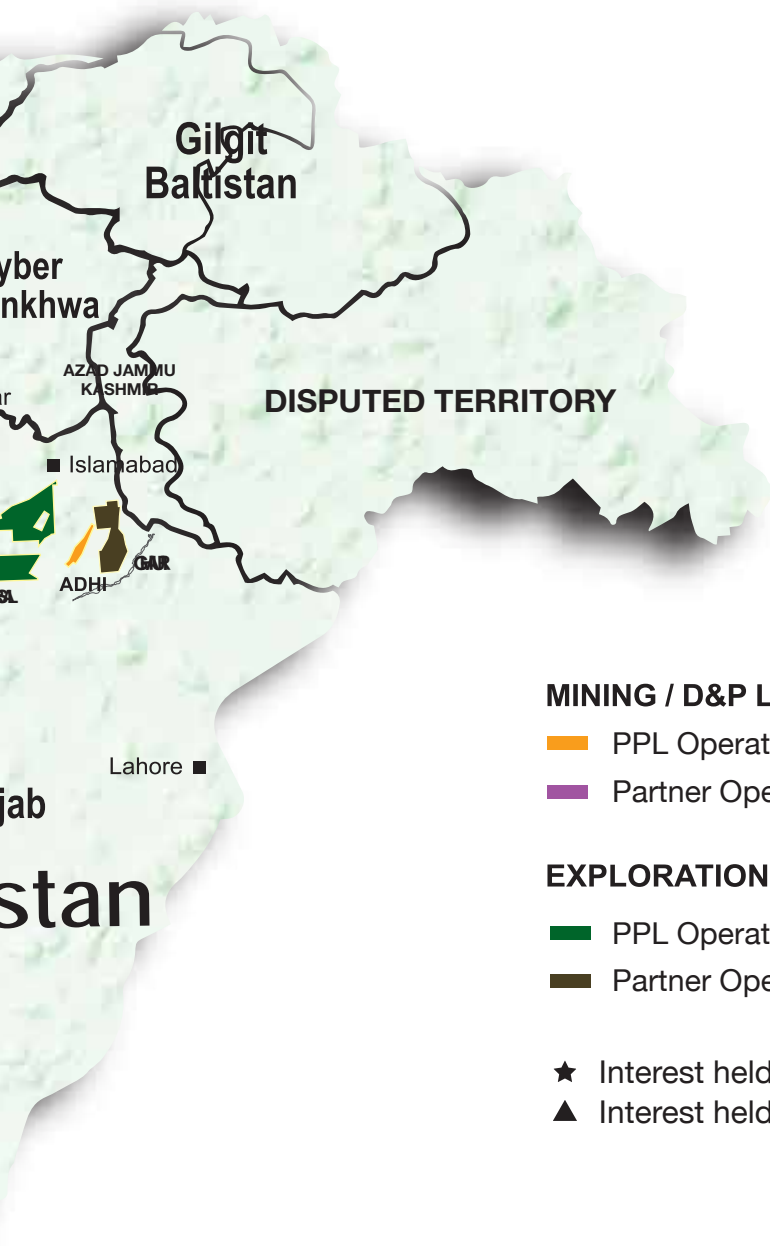 Gilgit
Baltistan
yber
nkhwa
AZAD JAMMU
KASHMIR
DISPUTED TERRITORY
ar
Islamabad
ADHI
jab
Lahore
stan
MINING / D&P L
PPL Operat
Partner Ope
EXPLORATION
PPL Operat
Partner Ope
Interest held
Interest held